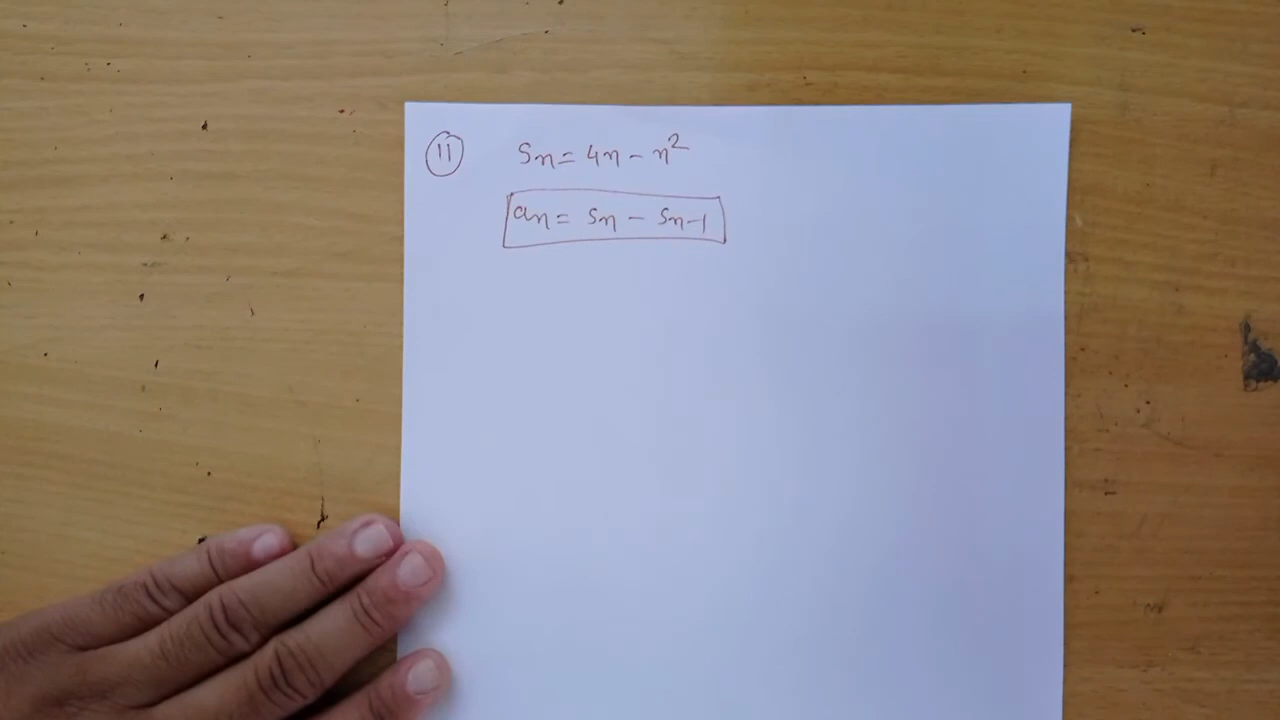 11 Sn = 4n - n²
an = Sn - Sn-1